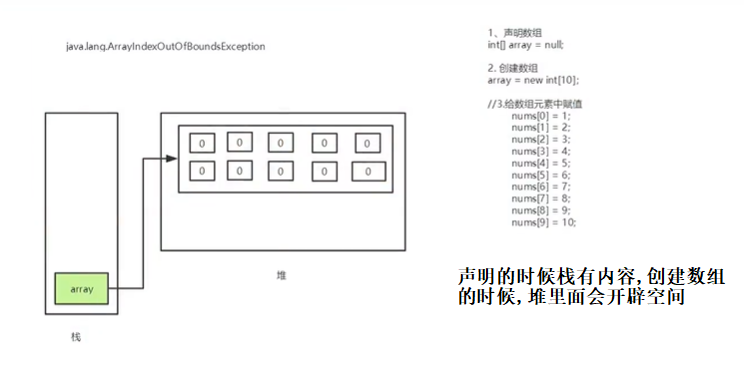 java.lang.ArrayIndexOutOfBoundsException
1、声明数组
int[] array = null;
2. 创建数组
array = new int[10];
//3.给数组元素中赋值
nums[0] = 1;
nums[1] = 2;
nums[2] = 3;
nums[3] = 4;
nums[4] = 5;
nums[5] = 6;
nums[6] = 7;
nums[7] = 8;
nums[8] = 9;
nums[9] = 10;
0 0 0 0 0
0 0 0 0 0
array
栈
堆
声明的时候栈有内容,创建数组
的时候,堆里面会开辟空间